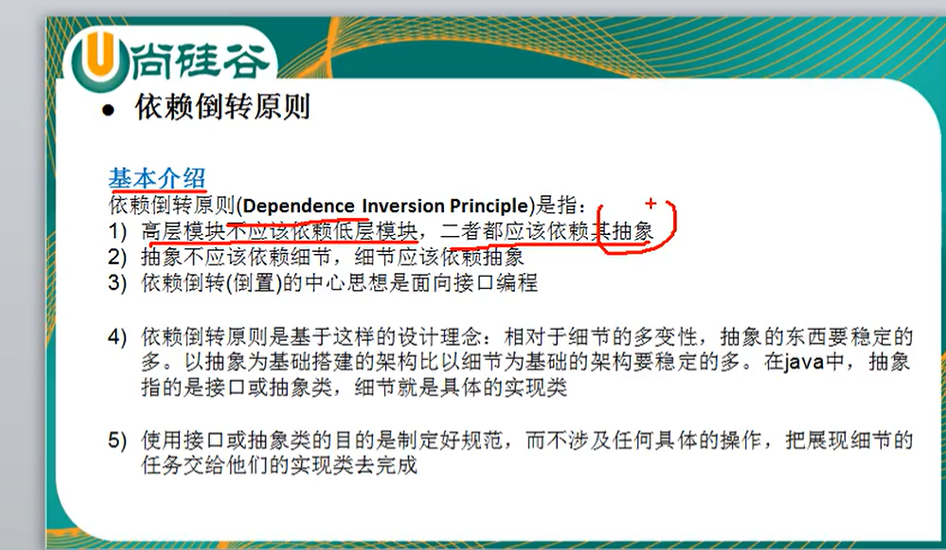 尚硅谷
● 依赖倒转原则
基本介绍
依赖倒转原则(Dependence Inversion Principle)是指：
1) 高层模块不应该依赖低层模块，二者都应该依赖其抽象
2) 抽象不应该依赖细节，细节应该依赖抽象
3) 依赖倒转(倒置)的中心思想是面向接口编程
4) 依赖倒转原则是基于这样的设计理念：相对于细节的多变性，抽象的东西要稳定的
多。以抽象为基础搭建的架构比以细节为基础的架构要稳定的多。在java中，抽象
指的是接口或抽象类，细节就是具体的实现类
5) 使用接口或抽象类的目的是制定好规范，而不涉及任何具体的操作，把展现细节的
任务交给他们的实现类去完成